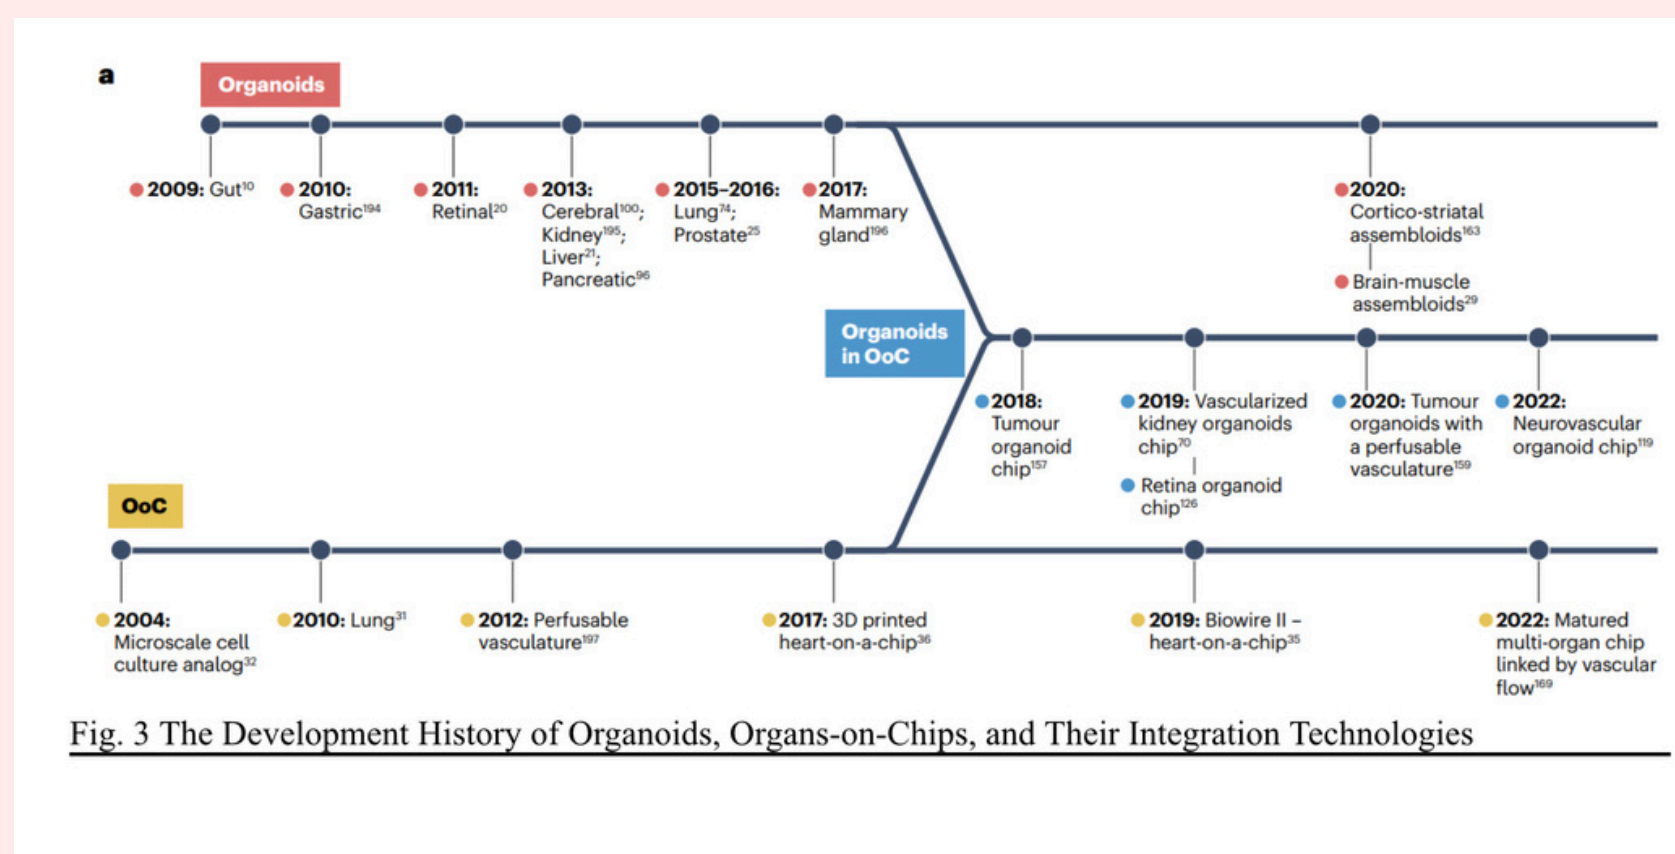 a
Organoids
2009: Gut¹⁰
2010:
Gastric¹⁹⁴
2011:
Retinal²⁰
2013:
Cerebral¹⁰⁰;
Kidney¹⁹⁵;
Liver²¹;
Pancreatic⁹⁶
2015–2016:
Lung⁷⁴;
Prostate²⁵
2017:
Mammary
gland¹⁹⁶
2020:
Cortico-striatal
assembloids¹⁶³
Brain-muscle
assembloids²⁹
Organoids
in OoC
2018:
Tumour
organoid
chip¹⁵⁷
2019: Vascularized
kidney organoids
chip⁷⁰
Retina organoid
chip¹²⁶
2020: Tumour
organoids with
a perfusable
vasculature¹⁵⁹
2022:
Neurovascular
organoid chip¹¹⁹
OoC
2004:
Microscale cell
culture analog³²
2010: Lung³¹
2012: Perfusable
vasculature¹⁹⁷
2017: 3D printed
heart-on-a-chip³⁶
2019: Biowire II –
heart-on-a-chip³⁵
2022: Matured
multi-organ chip
linked by vascular
flow¹⁶⁹
Fig. 3 The Development History of Organoids, Organs-on-Chips, and Their Integration Technologies